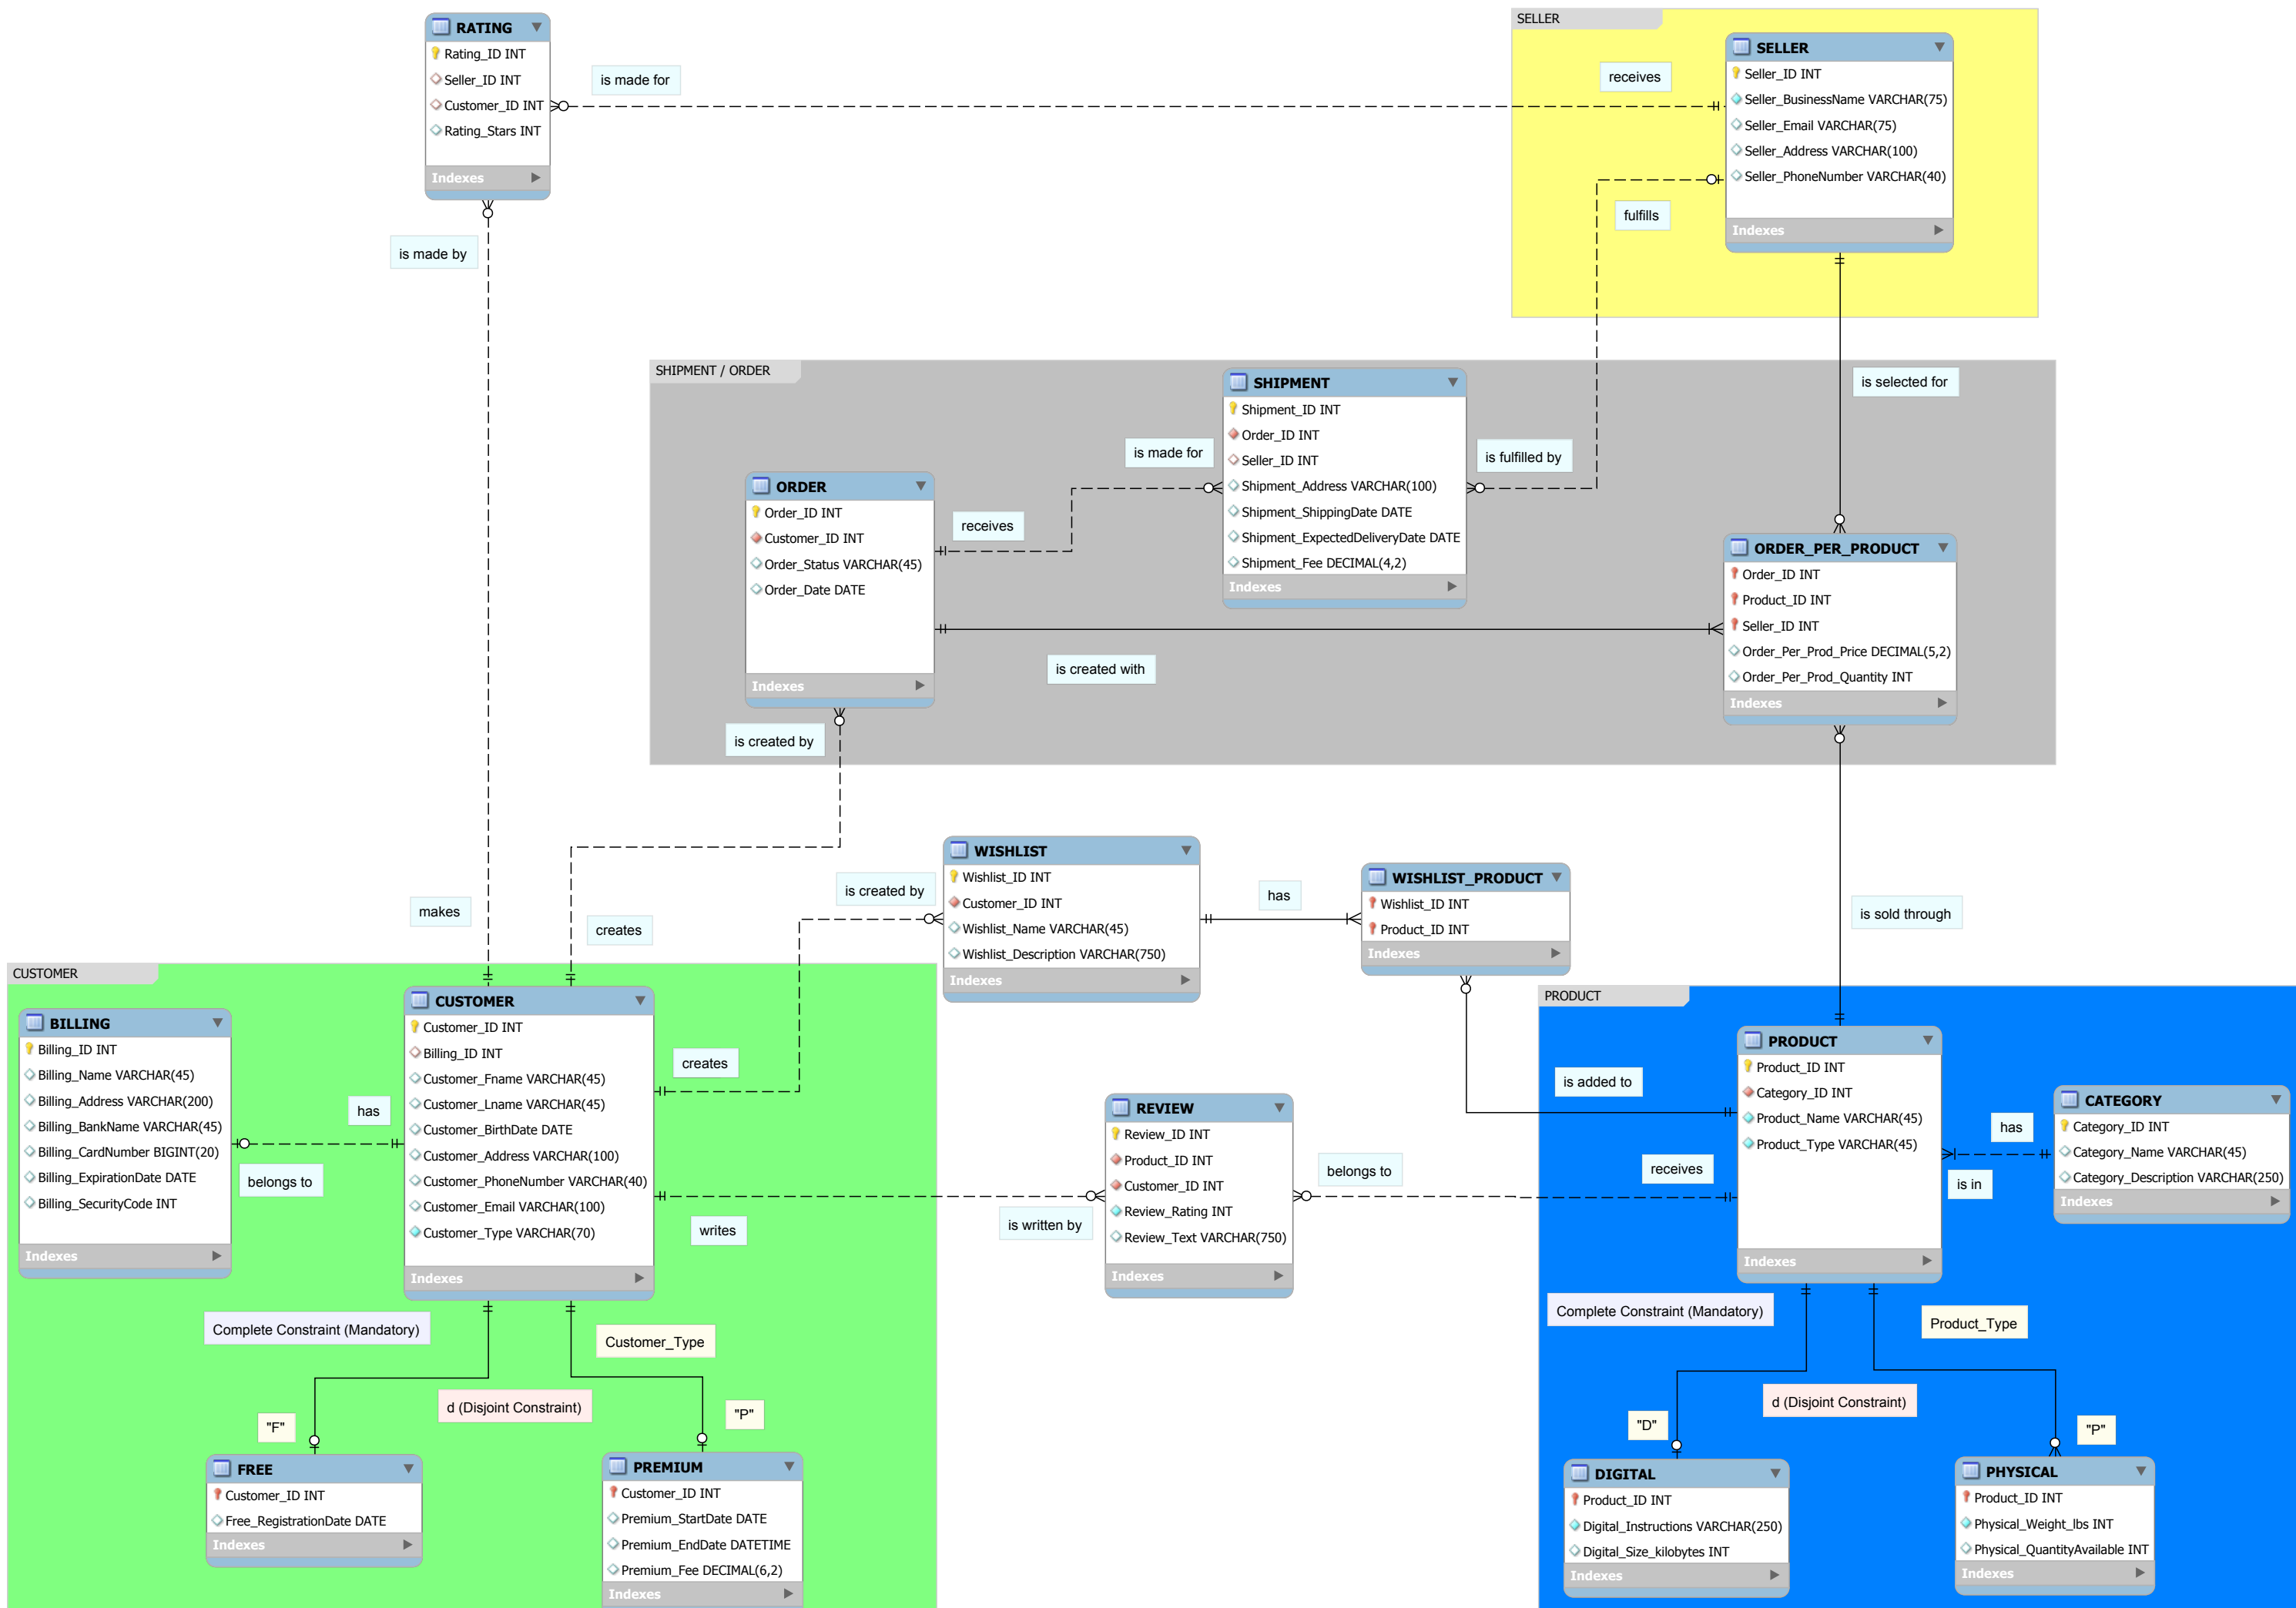 RATING
Rating_ID INT
Seller_ID INT
Customer_ID INT
Rating_Stars INT
Indexes
is made for
receives
is made by
SELLER
SELLER
Seller_ID INT
Seller_BusinessName VARCHAR(75)
Seller_Email VARCHAR(75)
Seller_Address VARCHAR(100)
Seller_PhoneNumber VARCHAR(40)
Indexes
fulfills
is selected for
SHIPMENT / ORDER
SHIPMENT
Shipment_ID INT
Order_ID INT
Seller_ID INT
Shipment_Address VARCHAR(100)
Shipment_ShippingDate DATE
Shipment_ExpectedDeliveryDate DATE
Shipment_Fee DECIMAL(4,2)
Indexes
is made for
is fulfilled by
ORDER
Order_ID INT
Customer_ID INT
Order_Status VARCHAR(45)
Order_Date DATE
Indexes
receives
is created with
is created by
ORDER_PER_PRODUCT
Order_ID INT
Product_ID INT
Seller_ID INT
Order_Per_Prod_Price DECIMAL(5,2)
Order_Per_Prod_Quantity INT
Indexes
WISHLIST
Wishlist_ID INT
Customer_ID INT
Wishlist_Name VARCHAR(45)
Wishlist_Description VARCHAR(750)
Indexes
is created by
has
WISHLIST_PRODUCT
Wishlist_ID INT
Product_ID INT
Indexes
is sold through
makes
creates
CUSTOMER
BILLING
Billing_ID INT
Billing_Name VARCHAR(45)
Billing_Address VARCHAR(200)
Billing_BankName VARCHAR(45)
Billing_CardNumber BIGINT(20)
Billing_ExpirationDate DATE
Billing_SecurityCode INT
Indexes
has
belongs to
CUSTOMER
Customer_ID INT
Billing_ID INT
Customer_Fname VARCHAR(45)
Customer_Lname VARCHAR(45)
Customer_BirthDate DATE
Customer_Address VARCHAR(100)
Customer_PhoneNumber VARCHAR(40)
Customer_Email VARCHAR(100)
Customer_Type VARCHAR(70)
Indexes
creates
writes
is written by
REVIEW
Review_ID INT
Product_ID INT
Customer_ID INT
Review_Rating INT
Review_Text VARCHAR(750)
Indexes
belongs to
receives
is added to
PRODUCT
PRODUCT
Product_ID INT
Category_ID INT
Product_Name VARCHAR(45)
Product_Type VARCHAR(45)
Indexes
has
is in
CATEGORY
Category_ID INT
Category_Name VARCHAR(45)
Category_Description VARCHAR(250)
Indexes
Complete Constraint (Mandatory)
Customer_Type
d (Disjoint Constraint)
"F"
"P"
FREE
Customer_ID INT
Free_RegistrationDate DATE
Indexes
PREMIUM
Customer_ID INT
Premium_StartDate DATE
Premium_EndDate DATETIME
Premium_Fee DECIMAL(6,2)
Indexes
Complete Constraint (Mandatory)
Product_Type
d (Disjoint Constraint)
"D"
"P"
DIGITAL
Product_ID INT
Digital_Instructions VARCHAR(250)
Digital_Size_kilobytes INT
Indexes
PHYSICAL
Product_ID INT
Physical_Weight_lbs INT
Physical_QuantityAvailable INT
Indexes